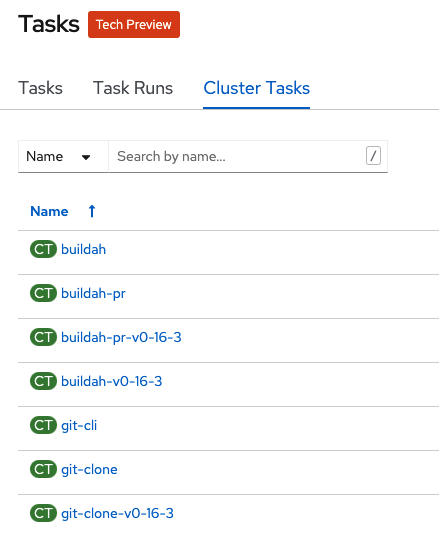 Tasks Tech Preview
Tasks Task Runs Cluster Tasks
Name Search by name... /
Name
CT buildah
CT buildah-pr
CT buildah-pr-v0-16-3
CT buildah-v0-16-3
CT git-cli
CT git-clone
CT git-clone-v0-16-3